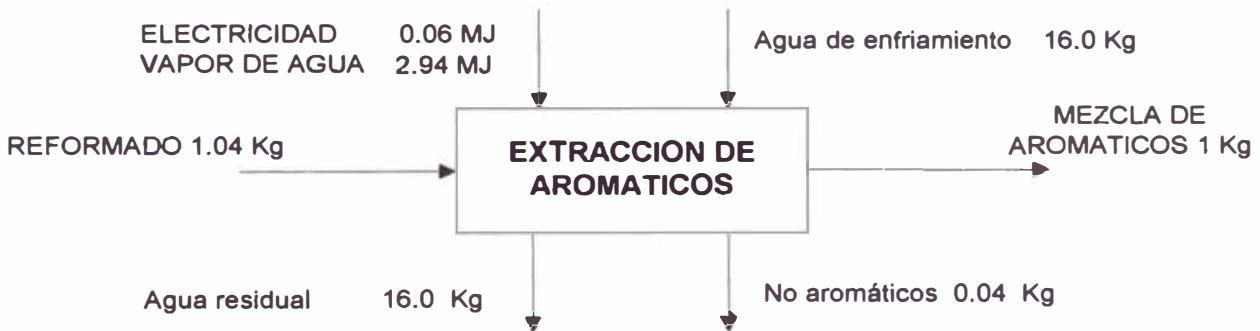 ELECTRICIDAD 0.06 MJ
VAPOR DE AGUA 2.94 MJ
Agua de enfriamiento 16.0 Kg
REFORMADO 1.04 Kg
EXTRACCION DE
AROMATICOS
MEZCLA DE
AROMATICOS 1 Kg
Agua residual 16.0 Kg
No aromáticos 0.04 Kg